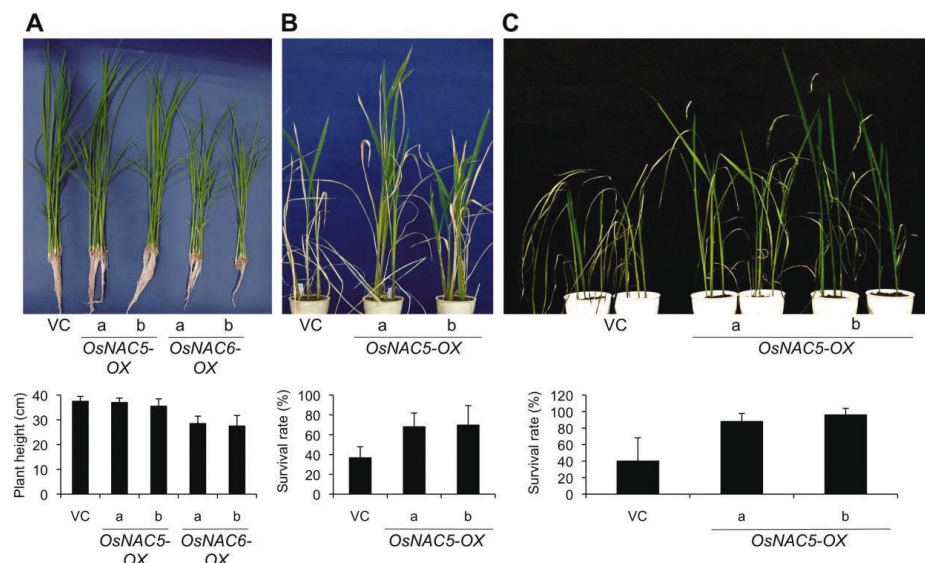 A B C
VC a b a b
OsNAC5-OX OsNAC6-OX
VC a b
OsNAC5-OX
VC a b
OsNAC5-OX
Plant height (cm)
40
30
20
10
0
VC a b a b
OsNAC5-OX OsNAC6-OX
Survival rate (%)
100
80
60
40
20
0
VC a b
OsNAC5-OX
Survival rate (%)
120
100
80
60
40
20
0
VC a b
OsNAC5-OX